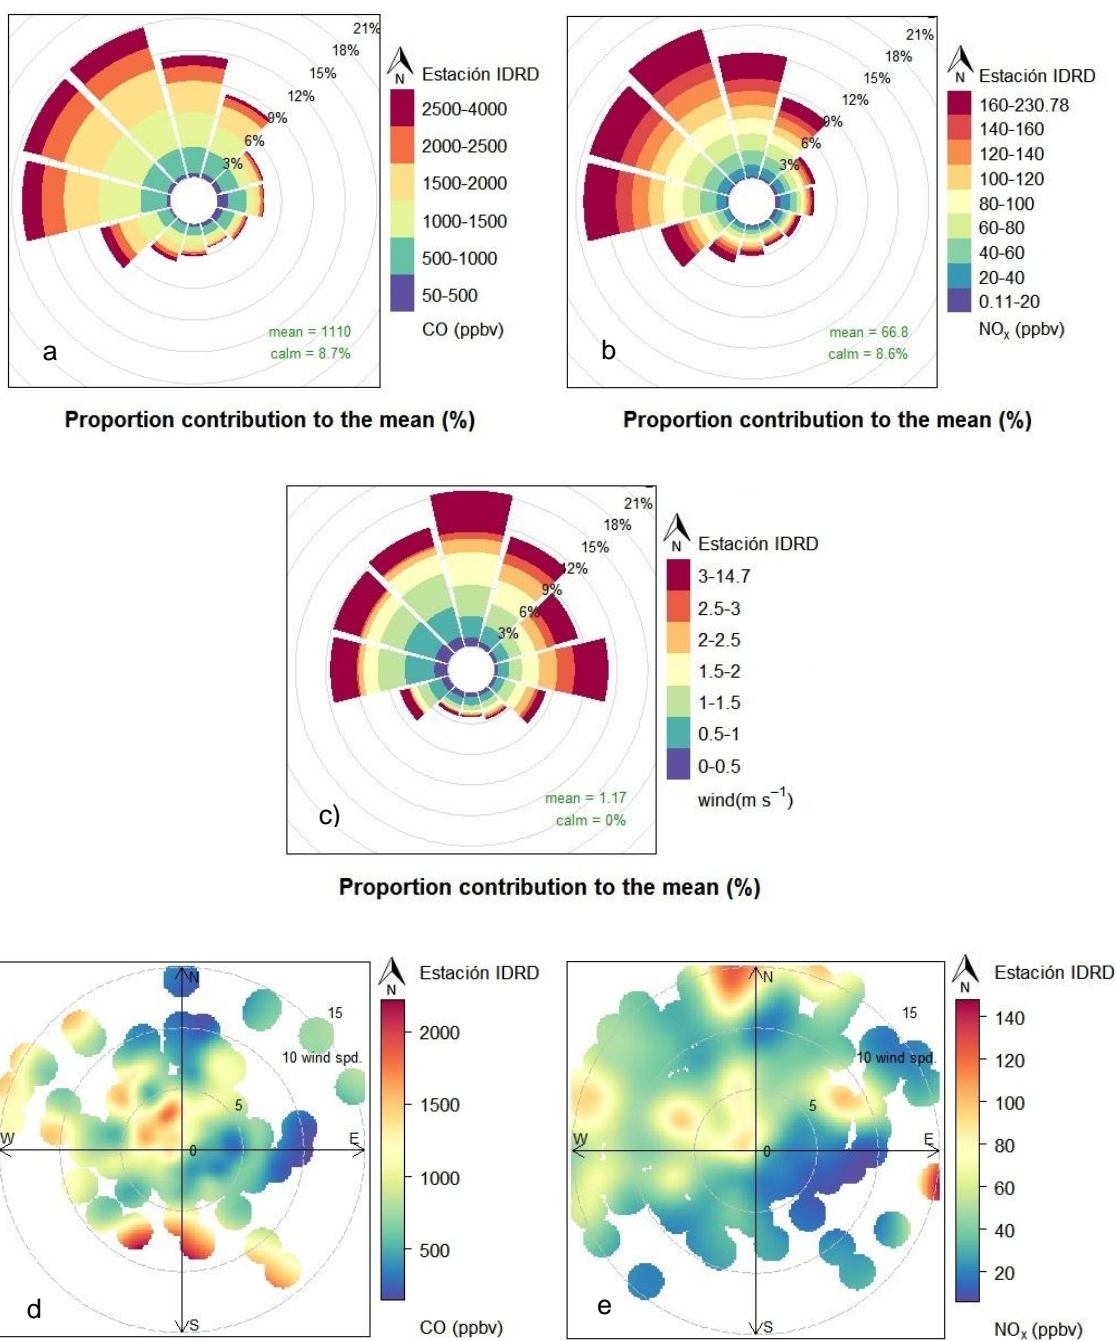 21%
18%
15%
12%
9%
6%
3%
N
Estación IDRD
2500-4000
2000-2500
1500-2000
1000-1500
500-1000
50-500
CO (ppbv)
mean = 1110
calm = 8.7%
a
Proportion contribution to the mean (%)
21%
18%
15%
12%
9%
6%
3%
N
Estación IDRD
160-230.78
140-160
120-140
100-120
80-100
60-80
40-60
20-40
0.11-20
NOx (ppbv)
mean = 66.8
calm = 8.6%
b
Proportion contribution to the mean (%)
21%
18%
15%
12%
9%
6%
3%
N
Estación IDRD
3-14.7
2.5-3
2-2.5
1.5-2
1-1.5
0.5-1
0-0.5
wind(m s−1)
mean = 1.17
calm = 0%
c)
Proportion contribution to the mean (%)
N
15
10 wind spd.
5
W
0
E
S
d
N
Estación IDRD
2000
1500
1000
500
CO (ppbv)
N
15
10 wind spd.
5
W
0
E
S
e
N
Estación IDRD
140
120
100
80
60
40
20
NOx (ppbv)